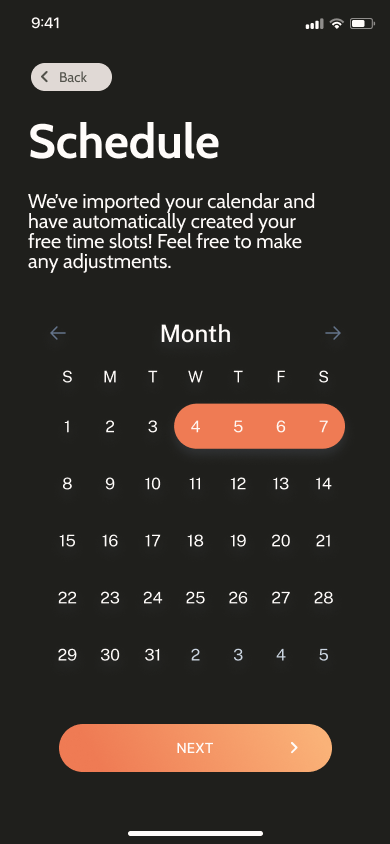 9:41
Back
Schedule
We've imported your calendar and
have automatically created your
free time slots! Feel free to make
any adjustments.
Month
S M T W T F S
1 2 3 4 5 6 7
8 9 10 11 12 13 14
15 16 17 18 19 20 21
22 23 24 25 26 27 28
29 30 31 2 3 4 5
NEXT